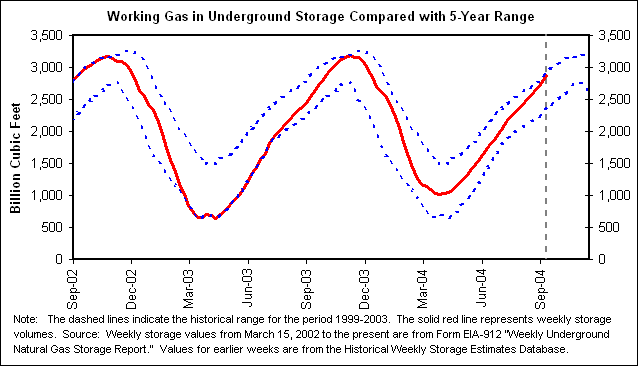 Working Gas in Underground Storage Compared with 5-Year Range
3,500
3,000
2,500
2,000
1,500
1,000
500
0
Billion Cubic Feet
3,500
3,000
2,500
2,000
1,500
1,000
500
0
Sep-02
Dec-02
Mar-03
Jun-03
Sep-03
Dec-03
Mar-04
Jun-04
Sep-04
Note: The dashed lines indicate the historical range for the period 1999-2003. The solid red line represents weekly storage
volumes. Source: Weekly storage values from March 15, 2002 to the present are from Form EIA-912 "Weekly Underground
Natural Gas Storage Report." Values for earlier weeks are from the Historical Weekly Storage Estimates Database.